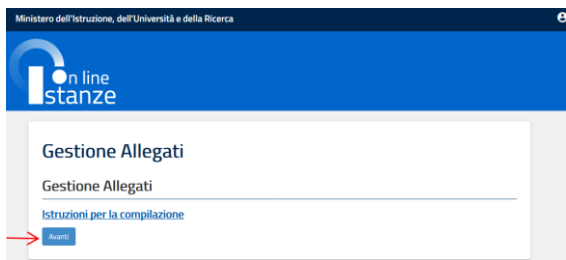 Ministero dell'Istruzione, dell'Università e della Ricerca
On line
Istanze
Gestione Allegati
Gestione Allegati
Istruzioni per la compilazione
Avanti